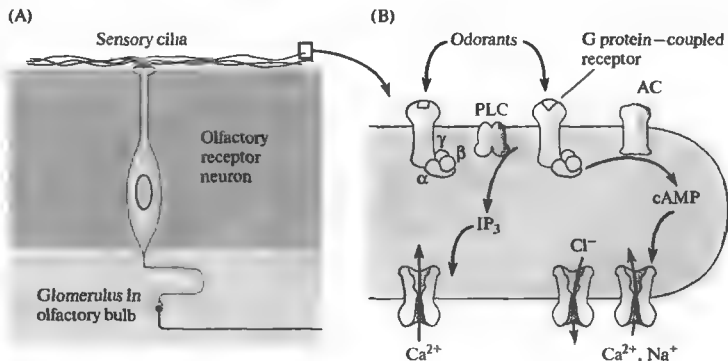 (A)
Sensory cilia
Olfactory
receptor
neuron
Glomerulus in
olfactory bulb
(B)
Odorants
G protein–coupled
receptor
PLC
AC
γ
β
α
cAMP
IP₃
Cl⁻
Ca²⁺
Ca²⁺, Na⁺